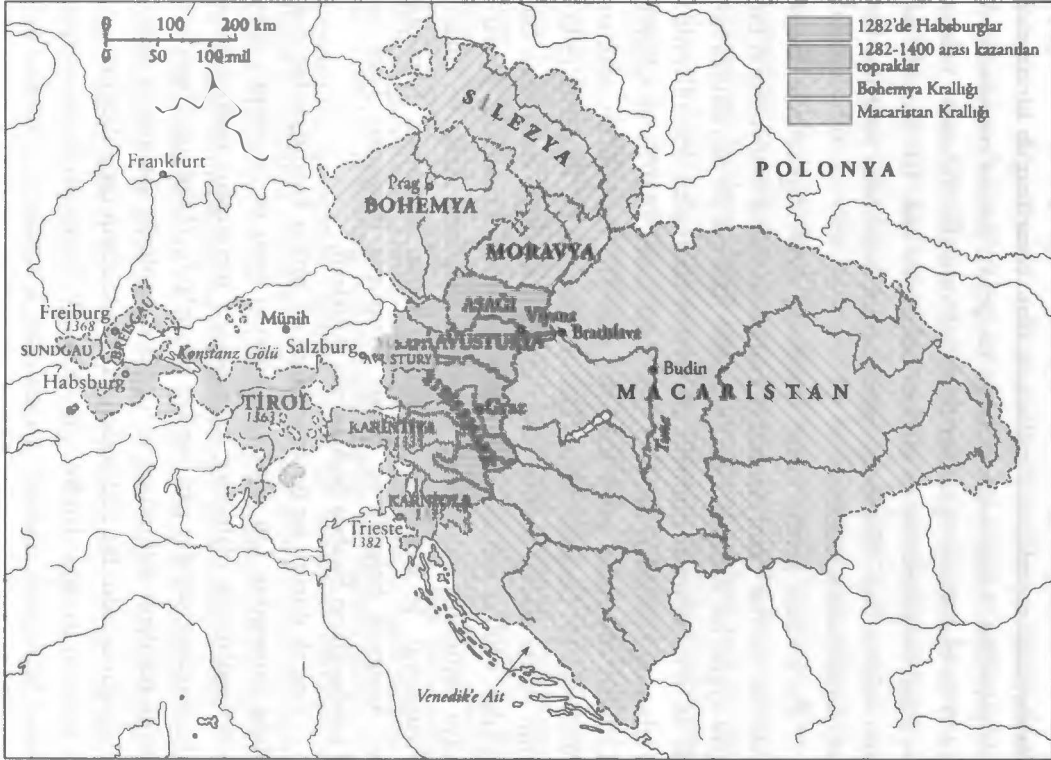 0 100 200 km
0 50 100 mil
1282'de Habsburglar
1282-1400 arası kazanılan
topraklar
Bohemya Krallığı
Macaristan Krallığı
SİLEZYA
POLONYA
Frankfurt
Prag
BOHEMYA
MORAVYA
AŞAĞI
Viyana
AVUSTURYA
Bratislava
Freiburg
1368
SUNDGAU
Münih
Konstanz Gölü
Salzburg
Habsburg
Budin
MACARİSTAN
TİROL
1363
Graz
KARİNTİYA
Tuna
KARNİOLA
Trieste
1382
Venedik'e Ait